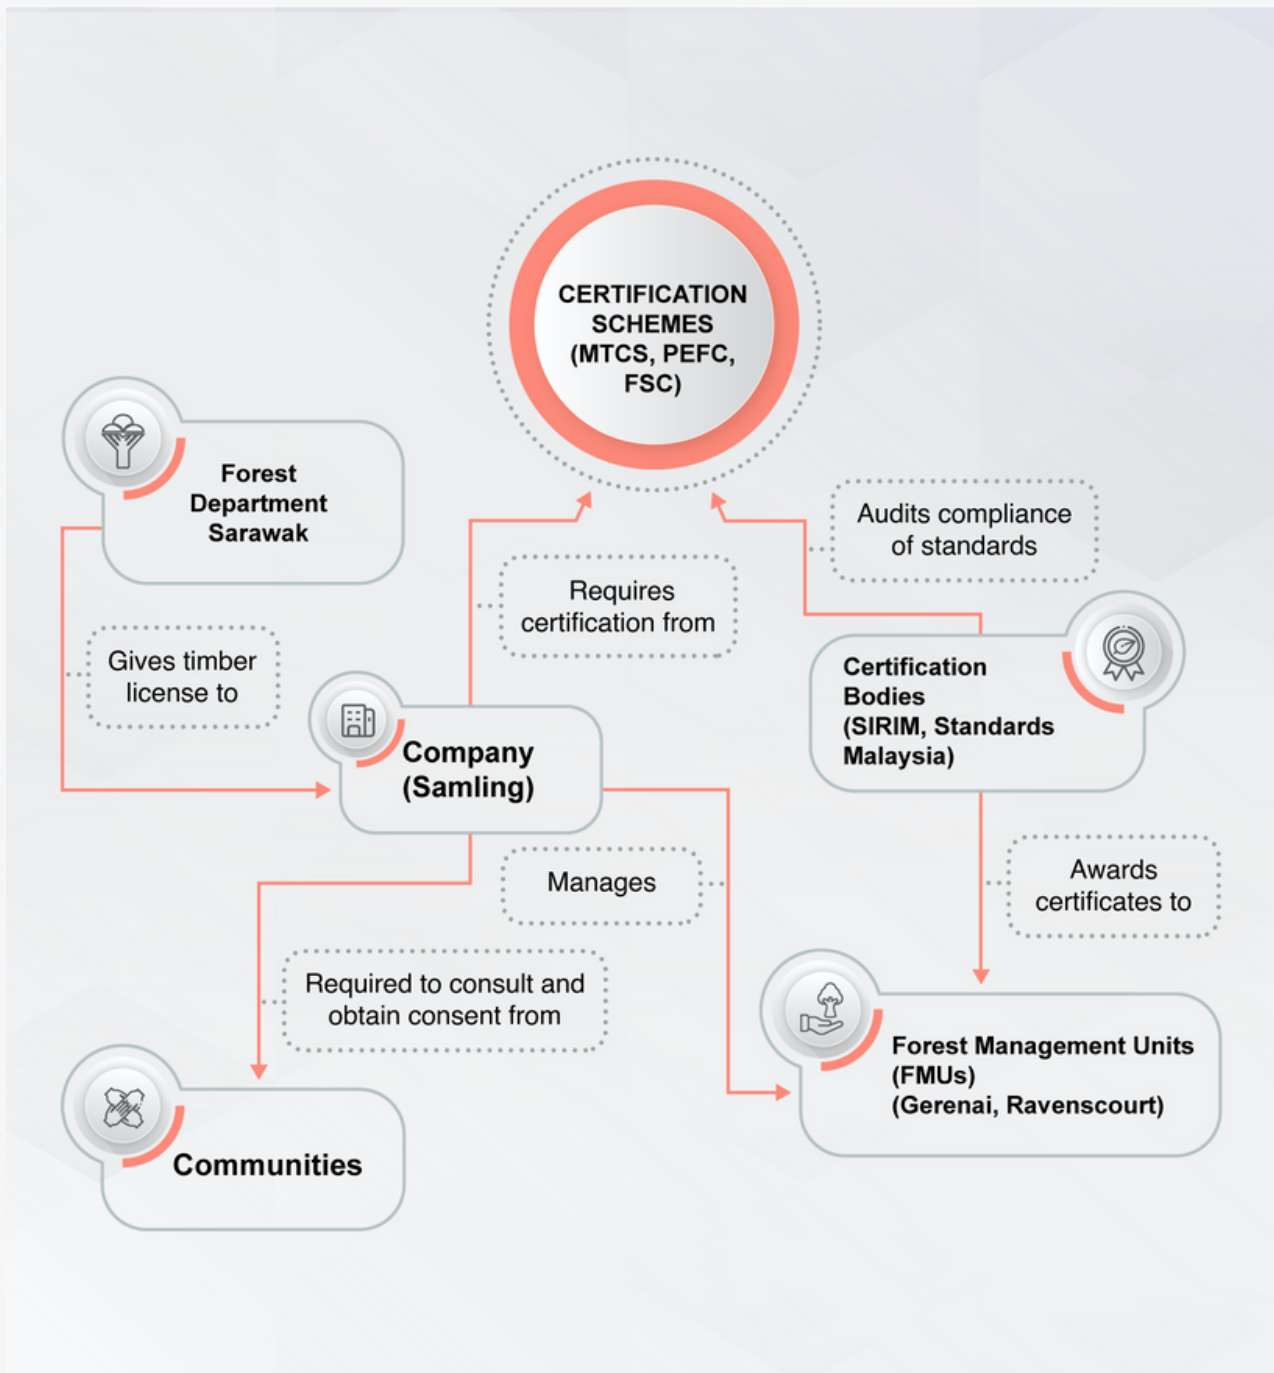 CERTIFICATION
SCHEMES
(MTCS, PEFC,
FSC)
Forest
Department
Sarawak
Audits compliance
of standards
Requires
certification from
Gives timber
license to
Certification
Bodies
(SIRIM, Standards
Malaysia)
Company
(Samling)
Manages
Awards
certificates to
Required to consult and
obtain consent from
Forest Management Units
(FMUs)
(Gerenai, Ravenscourt)
Communities